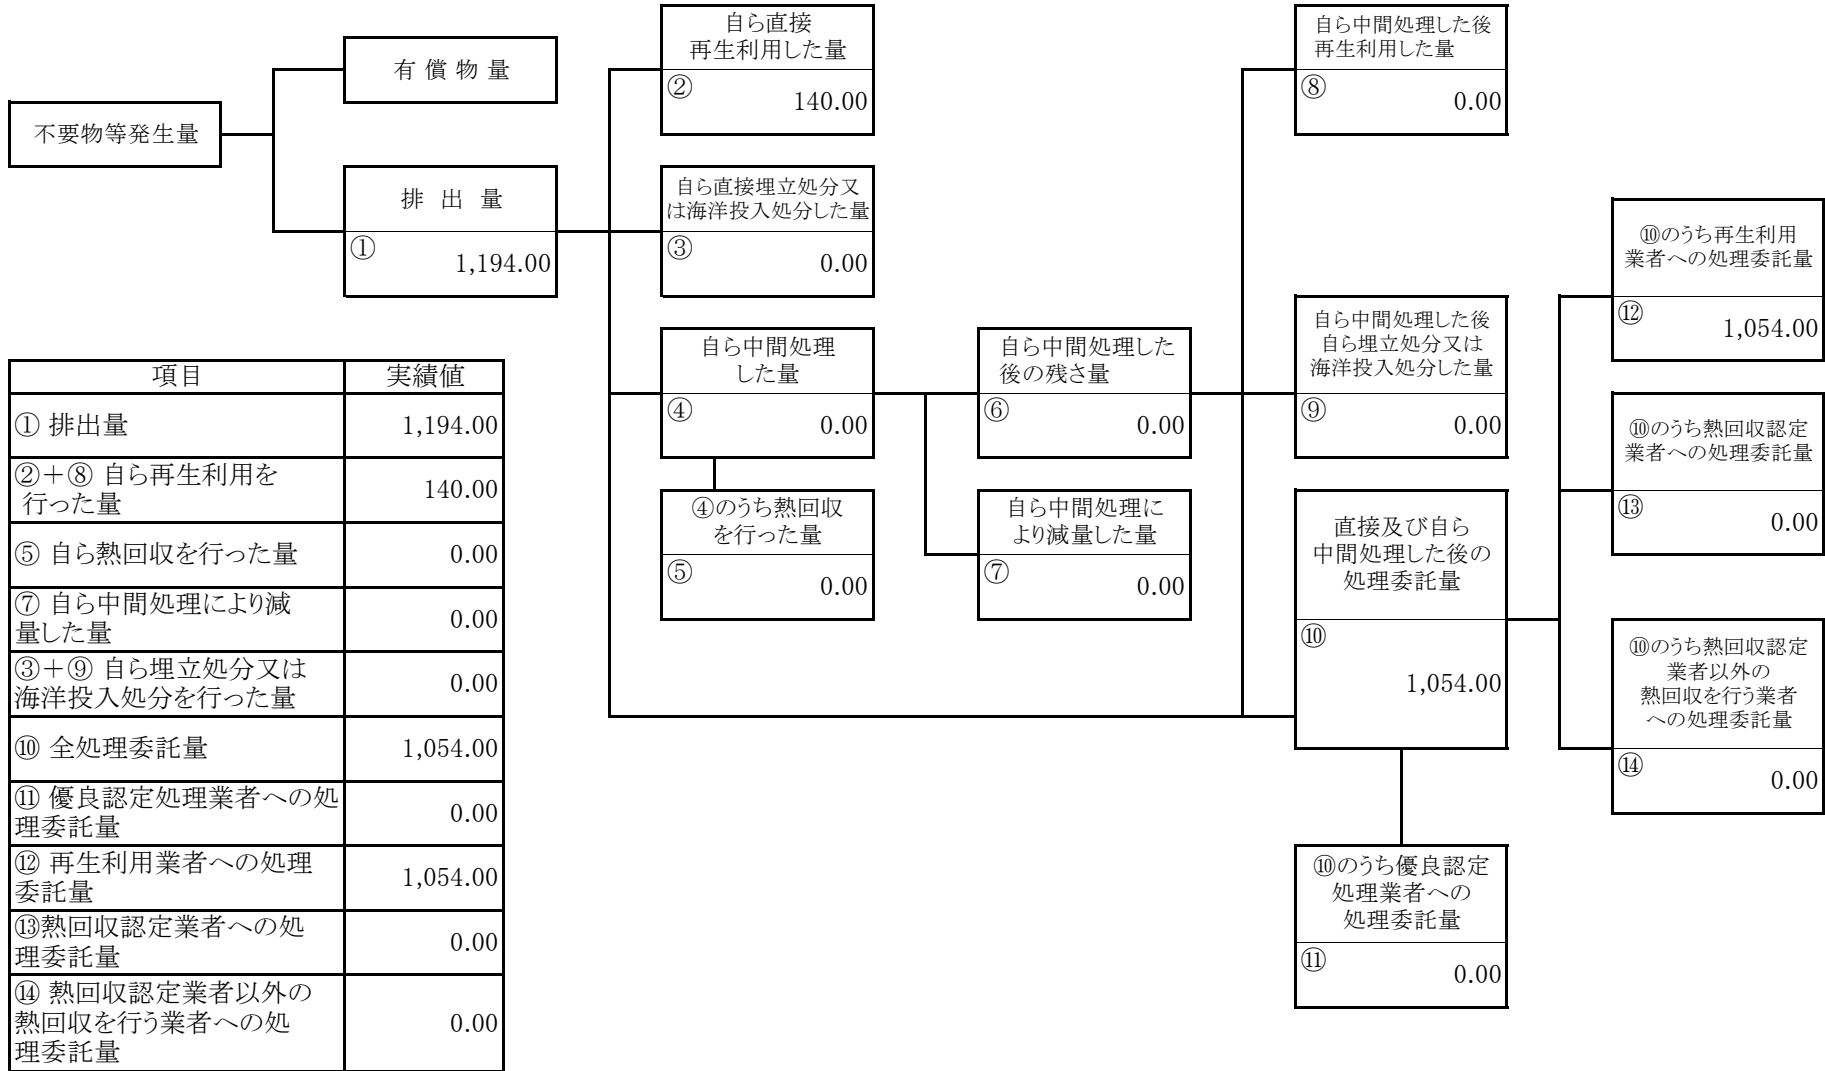 不要物等発生量
有 償 物 量
排 出 量
①
1,194.00
自ら直接
再生利用した量
②
140.00
自ら直接埋立処分又
は海洋投入処分した量
③
0.00
自ら中間処理
した量
④
0.00
④のうち熱回収
を行った量
⑤
0.00
自ら中間処理した
後の残さ量
⑥
0.00
自ら中間処理に
より減量した量
⑦
0.00
自ら中間処理した後
再生利用した量
⑧
0.00
自ら中間処理した後
自ら埋立処分又は
海洋投入処分した量
⑨
0.00
直接及び自ら
中間処理した後の
処理委託量
⑩
1,054.00
⑩のうち優良認定
処理業者への
処理委託量
⑪
0.00
⑩のうち再生利用
業者への処理委託量
⑫
1,054.00
⑩のうち熱回収認定
業者への処理委託量
⑬
0.00
⑩のうち熱回収認定
業者以外の
熱回収を行う業者
への処理委託量
⑭
0.00
項目 実績値
① 排出量 1,194.00
②＋⑧ 自ら再生利用を
行った量 140.00
⑤ 自ら熱回収を行った量 0.00
⑦ 自ら中間処理により減
量した量 0.00
③＋⑨ 自ら埋立処分又は
海洋投入処分を行った量 0.00
⑩ 全処理委託量 1,054.00
⑪ 優良認定処理業者への処
理委託量 0.00
⑫ 再生利用業者への処理
委託量 1,054.00
⑬熱回収認定業者への処
理委託量 0.00
⑭ 熱回収認定業者以外の
熱回収を行う業者への処
理委託量 0.00